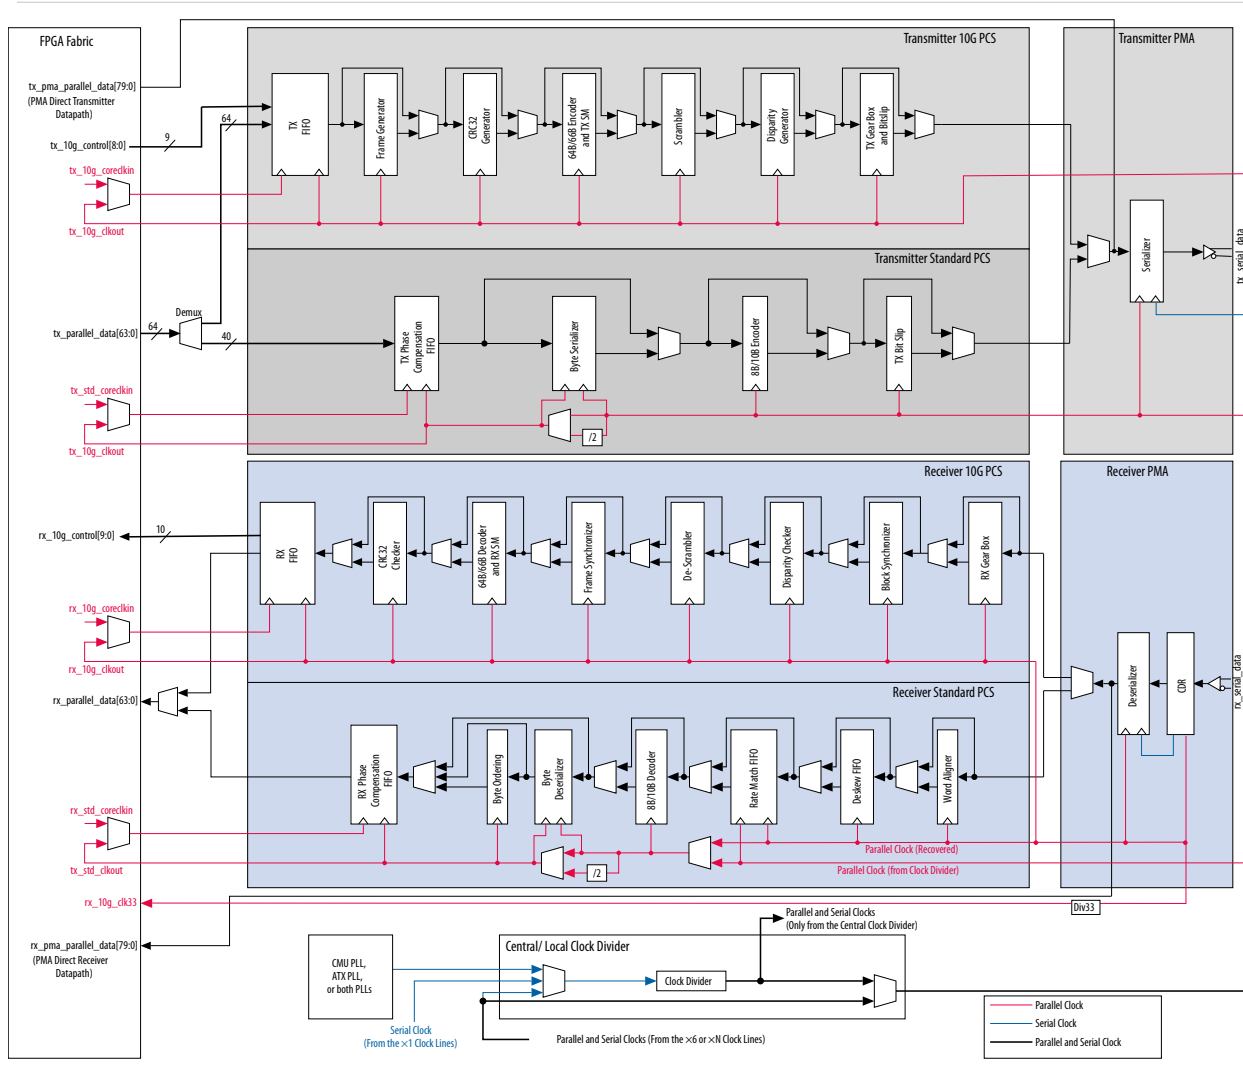 FPGA Fabric
tx_pma_parallel_data[79:0]
(PMA Direct Transmitter
Datapath)
9
64
tx_10g_control[8:0]
tx_10g_coreclkin
tx_10g_clkout
Demux
tx_parallel_data[63:0]
64
40
tx_std_coreclkin
tx_10g_clkout
Transmitter 10G PCS
TX
FIFO
Frame Generator
CRC32
Generator
64B/66B Encoder
and TX SM
Scrambler
Disparity
Generator
TX Gear Box
and Bitslip
Transmitter PMA
Serializer
tx_serial_data
Transmitter Standard PCS
TX Phase
Compensation
FIFO
Byte Serializer
8B/10B Encoder
TX Bit Slip
/2
Receiver 10G PCS
rx_10g_control[9:0]
10
RX
FIFO
CRC32
Checker
64B/66B Decoder
and RX SM
Frame Synchronizer
De-Scrambler
Disparity Checker
Block Synchronizer
RX Gear Box
rx_10g_coreclkin
rx_10g_clkout
rx_parallel_data[63:0]
Receiver PMA
Deserializer
CDR
rx_serial_data
Receiver Standard PCS
RX Phase
Compensation
FIFO
Byte Ordering
Byte
Deserializer
8B/10B Decoder
Rate Match FIFO
Deskew FIFO
Word Aligner
rx_std_coreclkin
tx_std_clkout
/2
Parallel Clock (Recovered)
Parallel Clock (from Clock Divider)
rx_10g_clk33
Div33
rx_pma_parallel_data[79:0]
(PMA Direct Receiver
Datapath)
Parallel and Serial Clocks
(Only from the Central Clock Divider)
CMU PLL,
ATX PLL,
or both PLLs
Central/ Local Clock Divider
Clock Divider
Serial Clock
(From the ×1 Clock Lines)
Parallel and Serial Clocks (From the ×6 or ×N Clock Lines)
Parallel Clock
Serial Clock
Parallel and Serial Clock